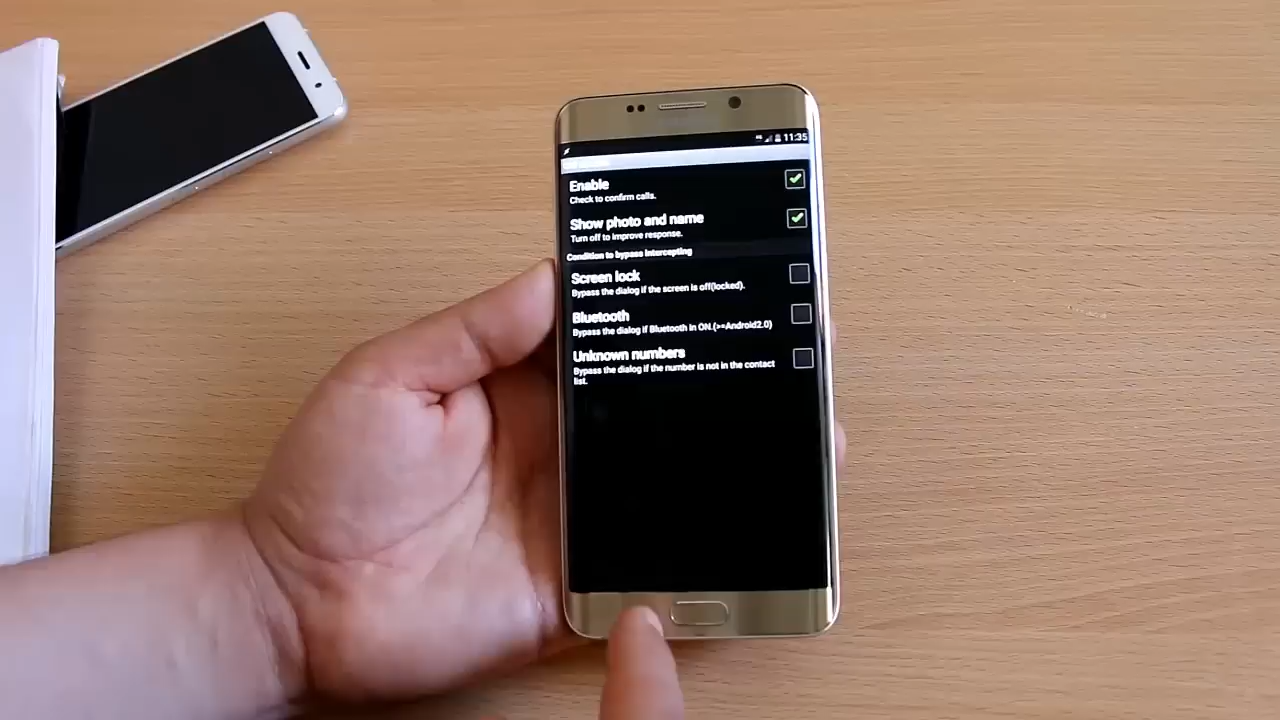 11:35
Enable
Check to confirm calls.
Show photo and name
Turn off to improve response.
Condition to bypass intercepting
Screen lock
Bypass the dialog if the screen is off(locked).
Bluetooth
Bypass the dialog if Bluetooth in ON.(>=Android2.0)
Unknown numbers
Bypass the dialog if the number is not in the contact
list.